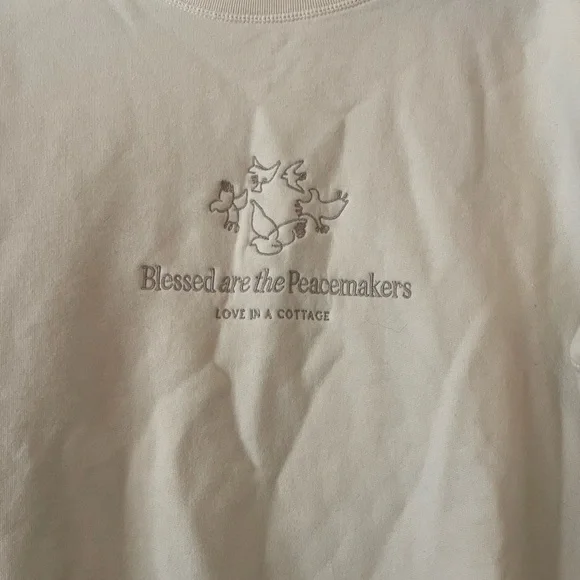 Blessed are the Peacemakers
LOVE IN A COTTAGE